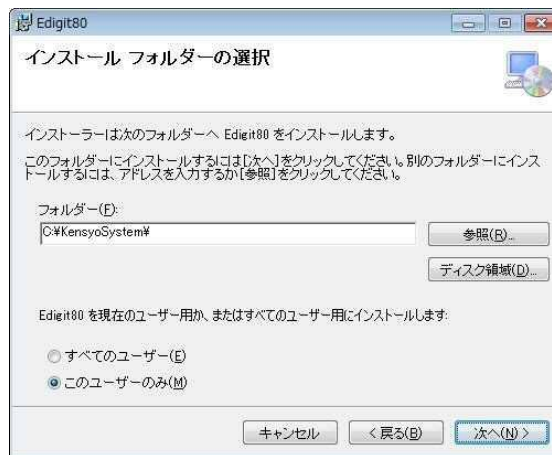 Edigit80
インストール フォルダーの選択
インストーラーは次のフォルダーへ Edigit80 をインストールします。
このフォルダーにインストールするには[次へ]をクリックしてください。別のフォルダーにインス
トールするには、アドレスを入力するか[参照]をクリックしてください。
フォルダー(F):
C:¥KensyoSystem¥
参照(R)...
ディスク領域(D)...
Edigit80 を現在のユーザー用か、またはすべてのユーザー用にインストールします:
すべてのユーザー(E)
このユーザーのみ(M)
キャンセル
< 戻る(B)
次へ(N) >